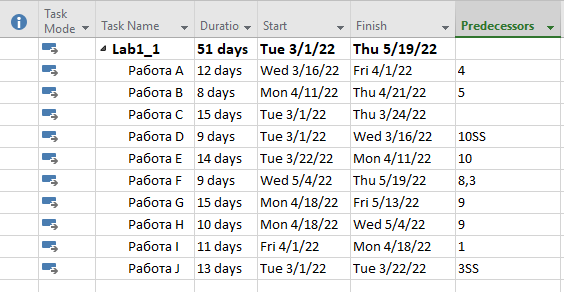 Task Mode Task Name Duratio Start Finish Predecessors
Lab1_1 51 days Tue 3/1/22 Thu 5/19/22
Работа A 12 days Wed 3/16/22 Fri 4/1/22 4
Работа B 8 days Mon 4/11/22 Thu 4/21/22 5
Работа C 15 days Tue 3/1/22 Thu 3/24/22
Работа D 9 days Tue 3/1/22 Wed 3/16/22 10SS
Работа E 14 days Tue 3/22/22 Mon 4/11/22 10
Работа F 9 days Wed 5/4/22 Thu 5/19/22 8,3
Работа G 15 days Mon 4/18/22 Fri 5/13/22 9
Работа H 10 days Mon 4/18/22 Wed 5/4/22 9
Работа I 11 days Fri 4/1/22 Mon 4/18/22 1
Работа J 13 days Tue 3/1/22 Tue 3/22/22 3SS